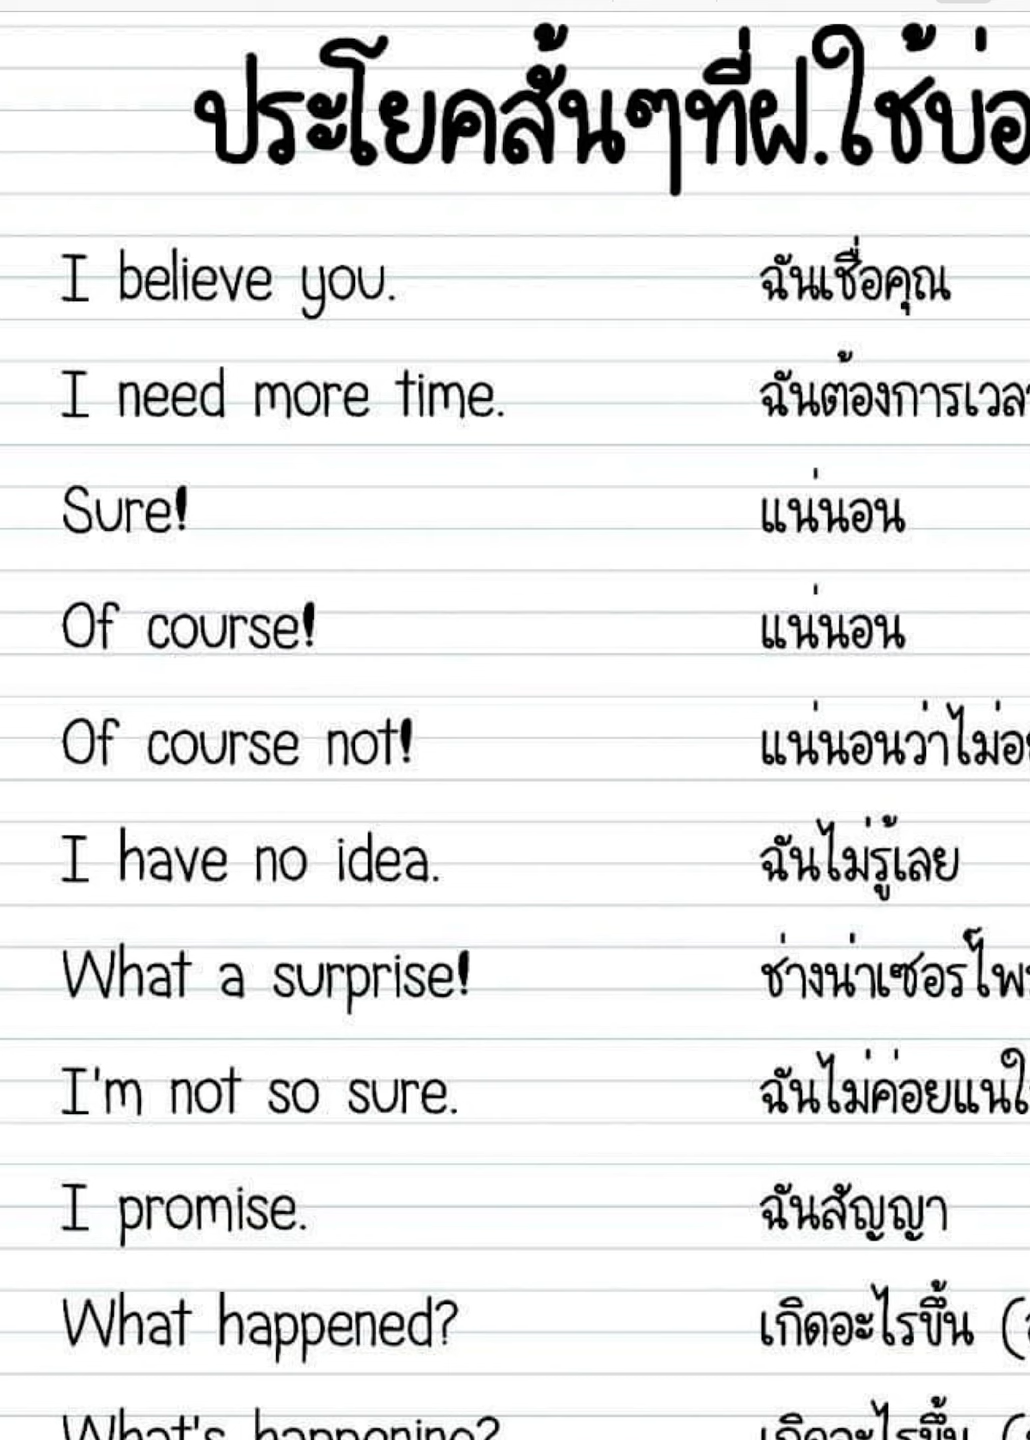 ประโยคสั้นๆที่ฝ.ใช้บ่อ
I believe you. ฉันเชื่อคุณ
I need more time. ฉันต้องการเวลา
Sure! แน่นอน
Of course! แน่นอน
Of course not! แน่นอนว่าไม่อ
I have no idea. ฉันไม่รู้เลย
What a surprise! ช่างน่าเซอร์ไพ
I'm not so sure. ฉันไม่ค่อยแนใ
I promise. ฉันสัญญา
What happened? เกิดอะไรขึ้น (
What's happening? เกิดอะไรขึ้น (